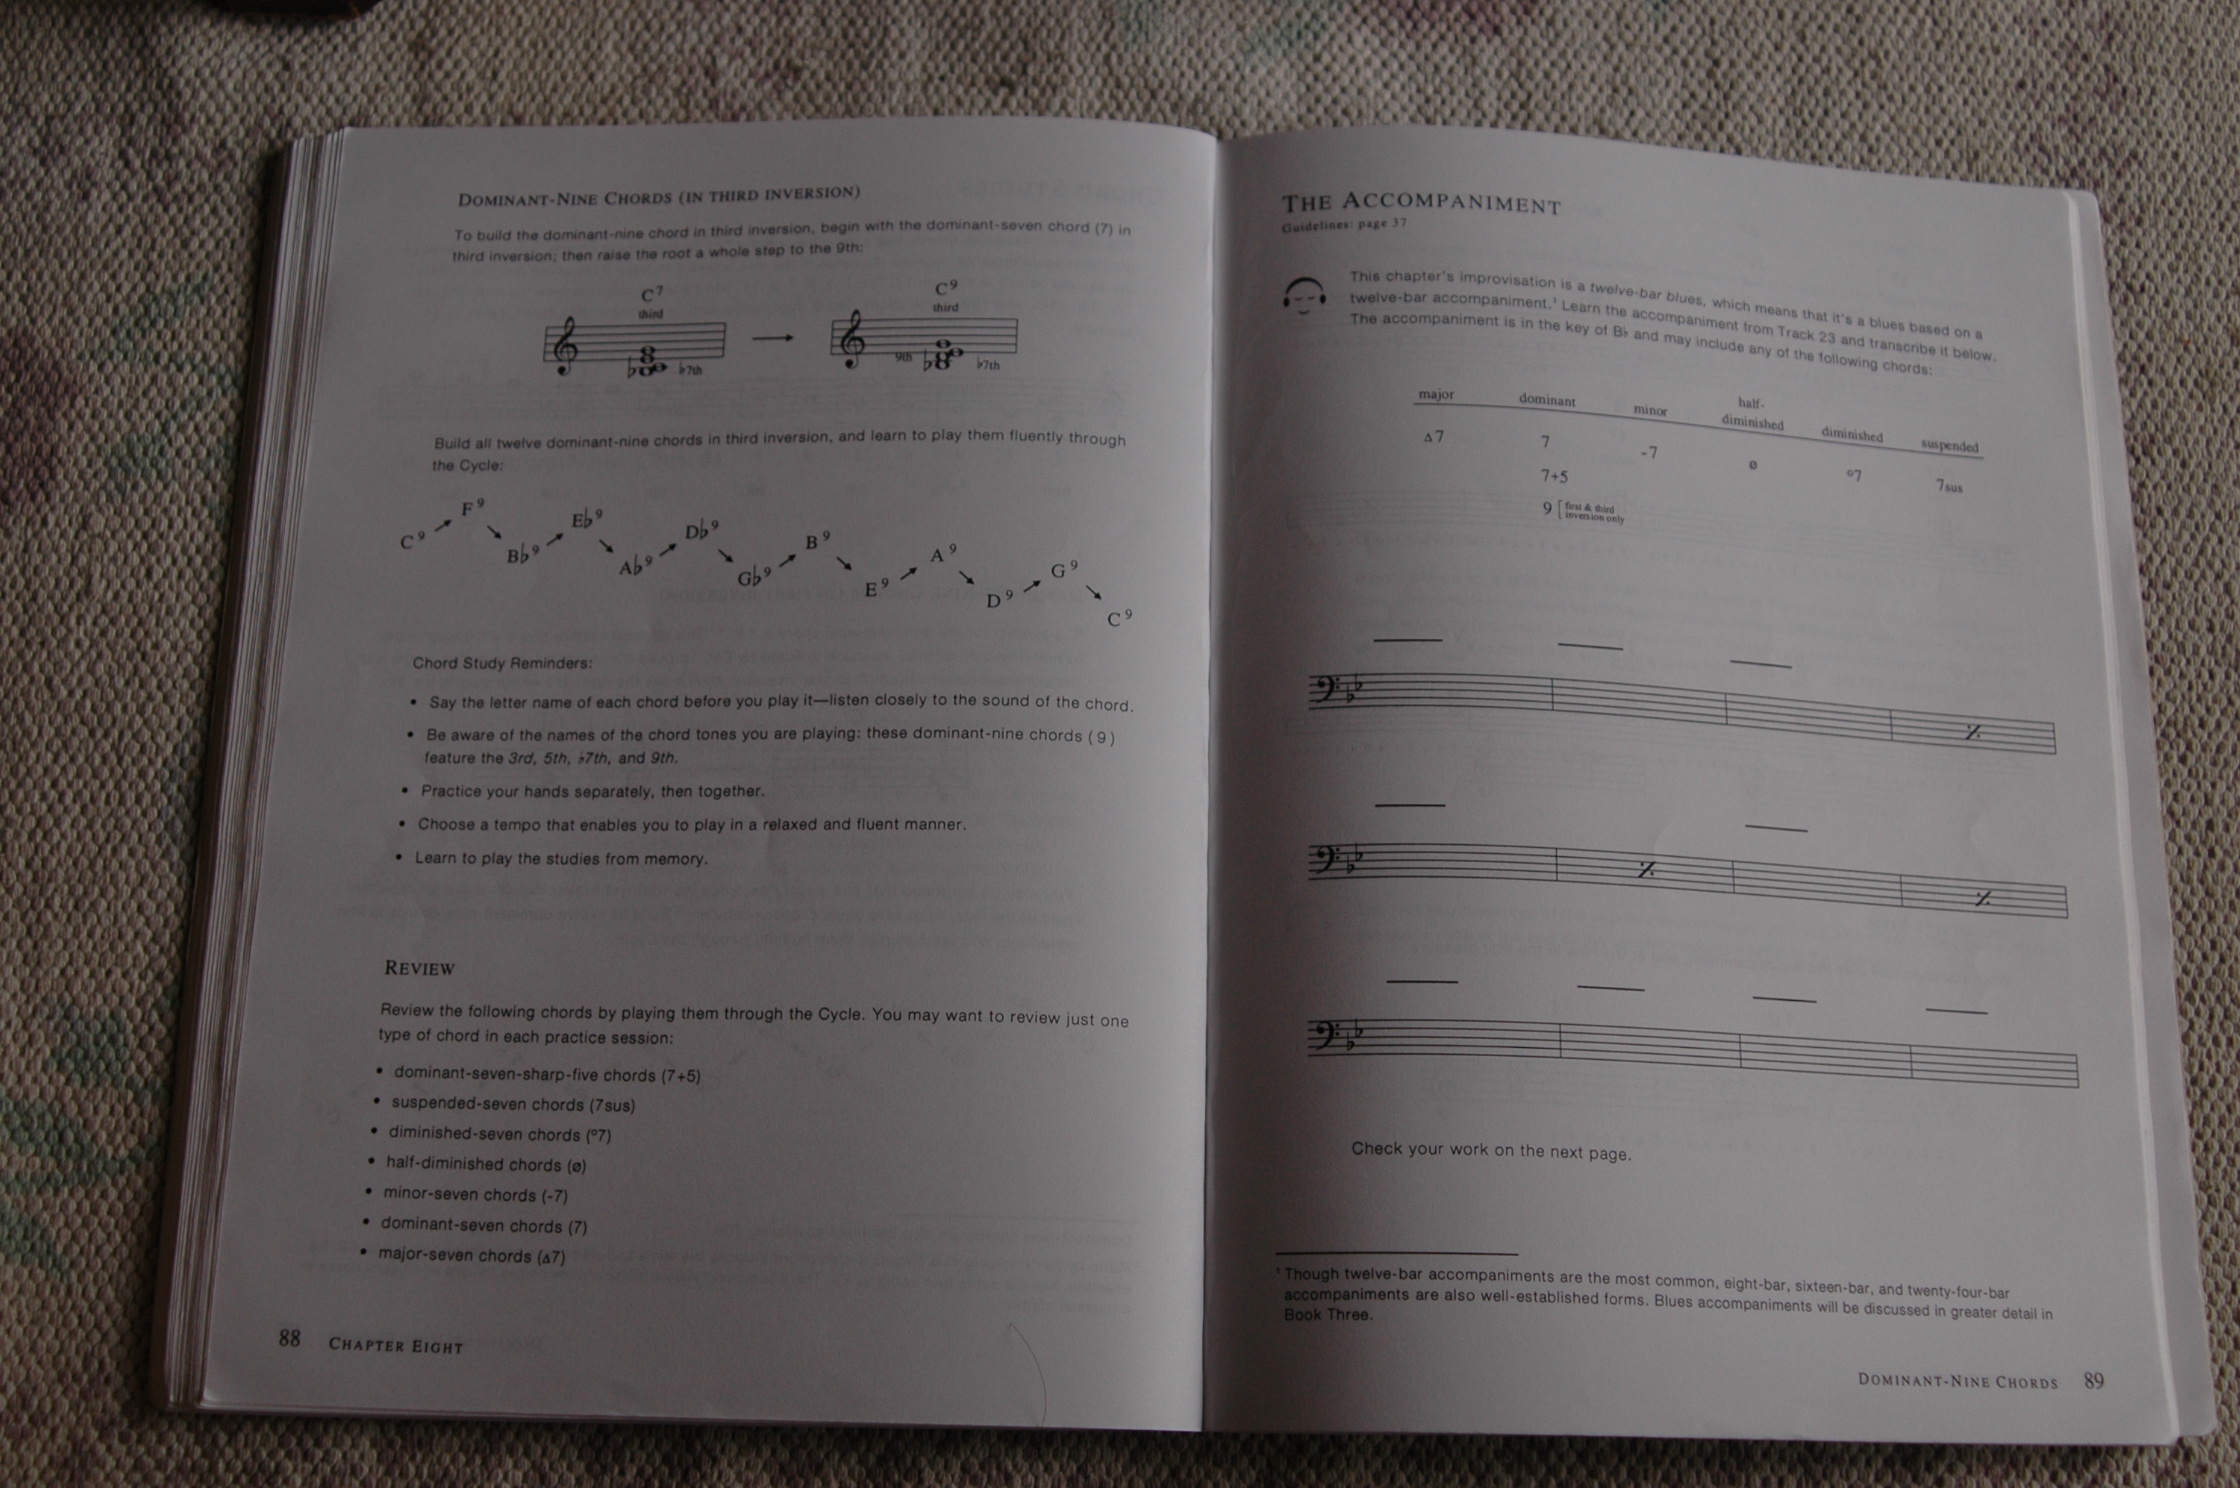 DOMINANT-NINE CHORDS (IN THIRD INVERSION)
To build the dominant-nine chord in third inversion, begin with the dominant-seven chord (7) in
third inversion; then raise the root a whole step to the 9th:
C7
third
♭7th
C9
third
9th
♭7th
Build all twelve dominant-nine chords in third inversion, and learn to play them fluently through
the Cycle:
C9 → F9 → B♭9 → E♭9 → A♭9 → D♭9 → G♭9 → B9 → E9 → A9 → D9 → G9 → C9
Chord Study Reminders:
• Say the letter name of each chord before you play it—listen closely to the sound of the chord.
• Be aware of the names of the chord tones you are playing: these dominant-nine chords (9)
feature the 3rd, 5th, ♭7th, and 9th.
• Practice your hands separately, then together.
• Choose a tempo that enables you to play in a relaxed and fluent manner.
• Learn to play the studies from memory.
REVIEW
Review the following chords by playing them through the Cycle. You may want to review just one
type of chord in each practice session:
• dominant-seven-sharp-five chords (7+5)
• suspended-seven chords (7sus)
• diminished-seven chords (°7)
• half-diminished chords (ø)
• minor-seven chords (-7)
• dominant-seven chords (7)
• major-seven chords (Δ7)
88 CHAPTER EIGHT
THE ACCOMPANIMENT
Guidelines: page 37
This chapter's improvisation is a twelve-bar blues, which means that it's a blues based on a
twelve-bar accompaniment.¹ Learn the accompaniment from Track 23 and transcribe it below.
The accompaniment is in the key of B♭ and may include any of the following chords:
major dominant minor half-diminished diminished suspended
Δ7 7 -7 ø °7 7sus
7+5
9 [first & third
inversion only
Check your work on the next page.
¹ Though twelve-bar accompaniments are the most common, eight-bar, sixteen-bar, and twenty-four-bar
accompaniments are also well-established forms. Blues accompaniments will be discussed in greater detail in
Book Three.
DOMINANT-NINE CHORDS 89